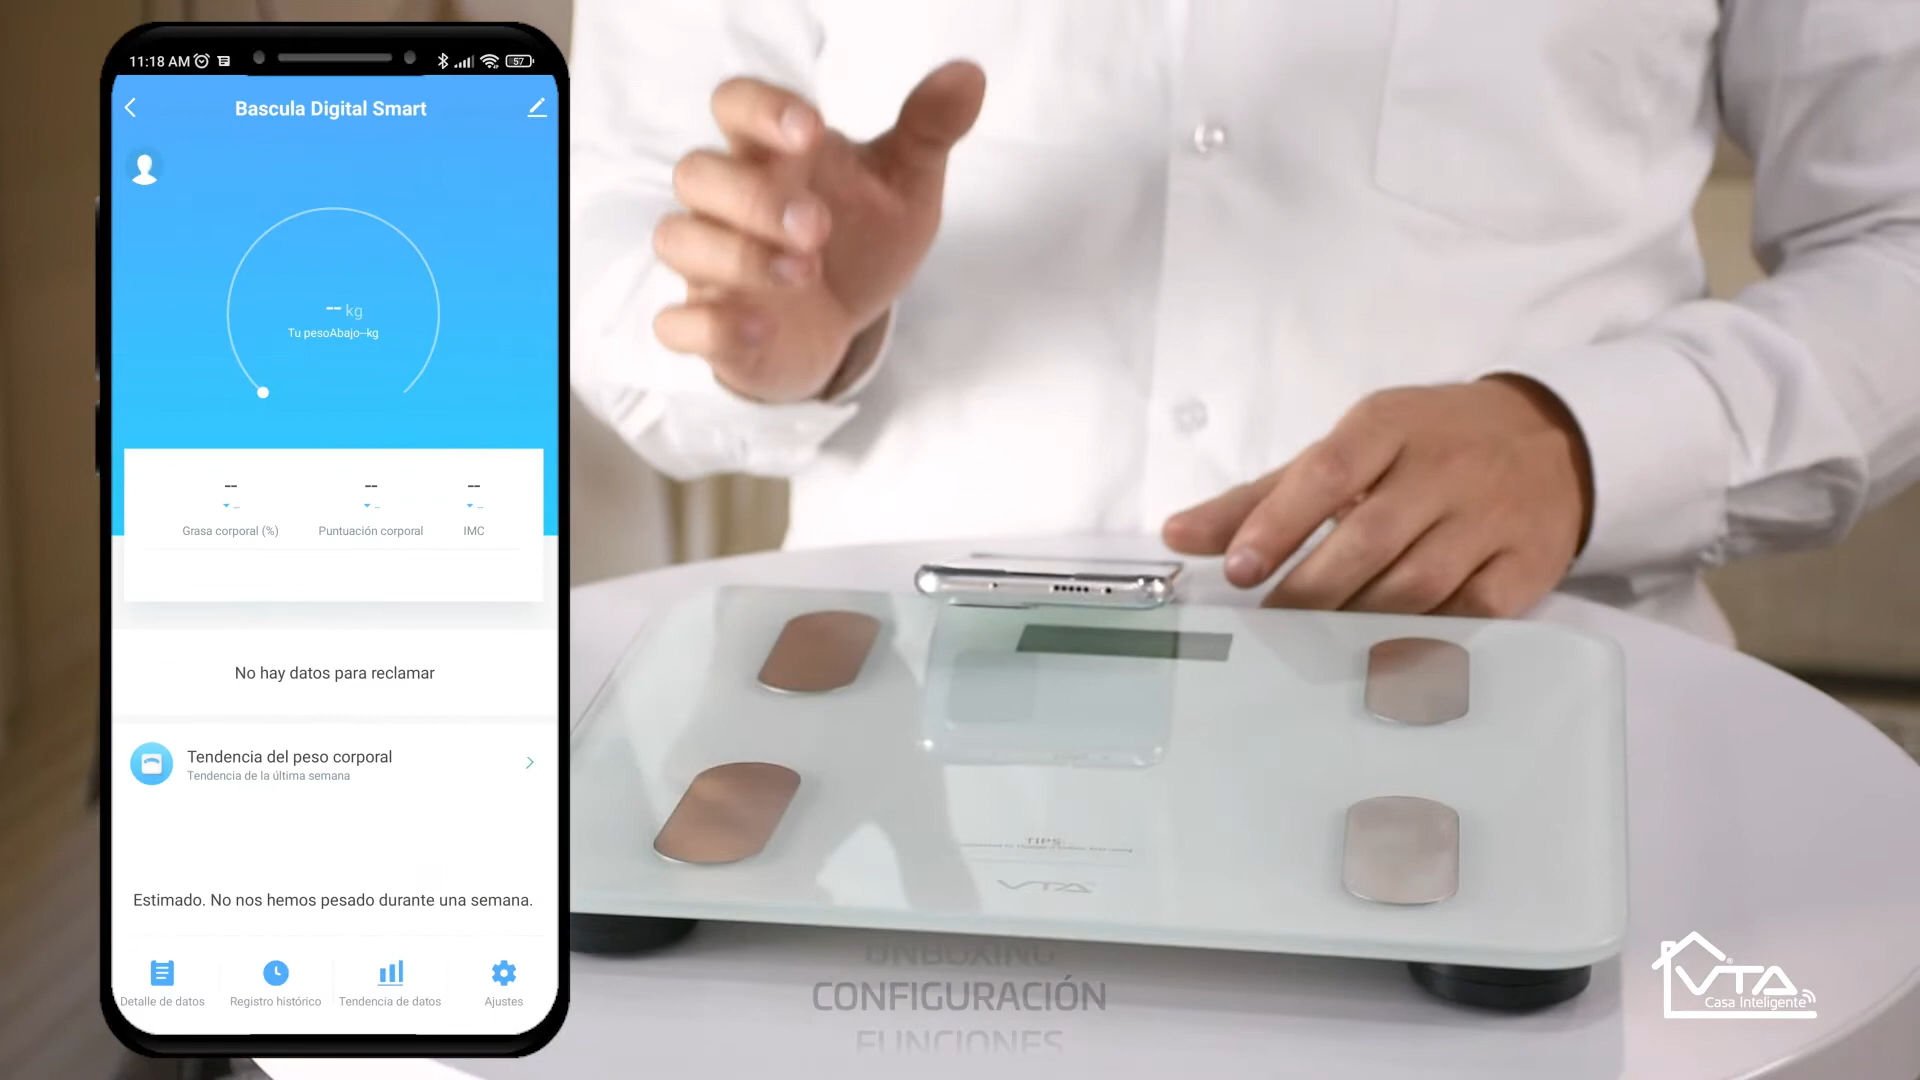 11:18 AM
57
Bascula Digital Smart
-- kg
Tu pesoAbajo--kg
-- -- --
Grasa corporal (%) Puntuación corporal IMC
No hay datos para reclamar
Tendencia del peso corporal
Tendencia de la última semana
Estimado. No nos hemos pesado durante una semana.
Detalle de datos Registro histórico Tendencia de datos Ajustes
TIPS:
VTA
UNBOXING
CONFIGURACIÓN
FUNCIONES
VTA®
Casa Inteligente